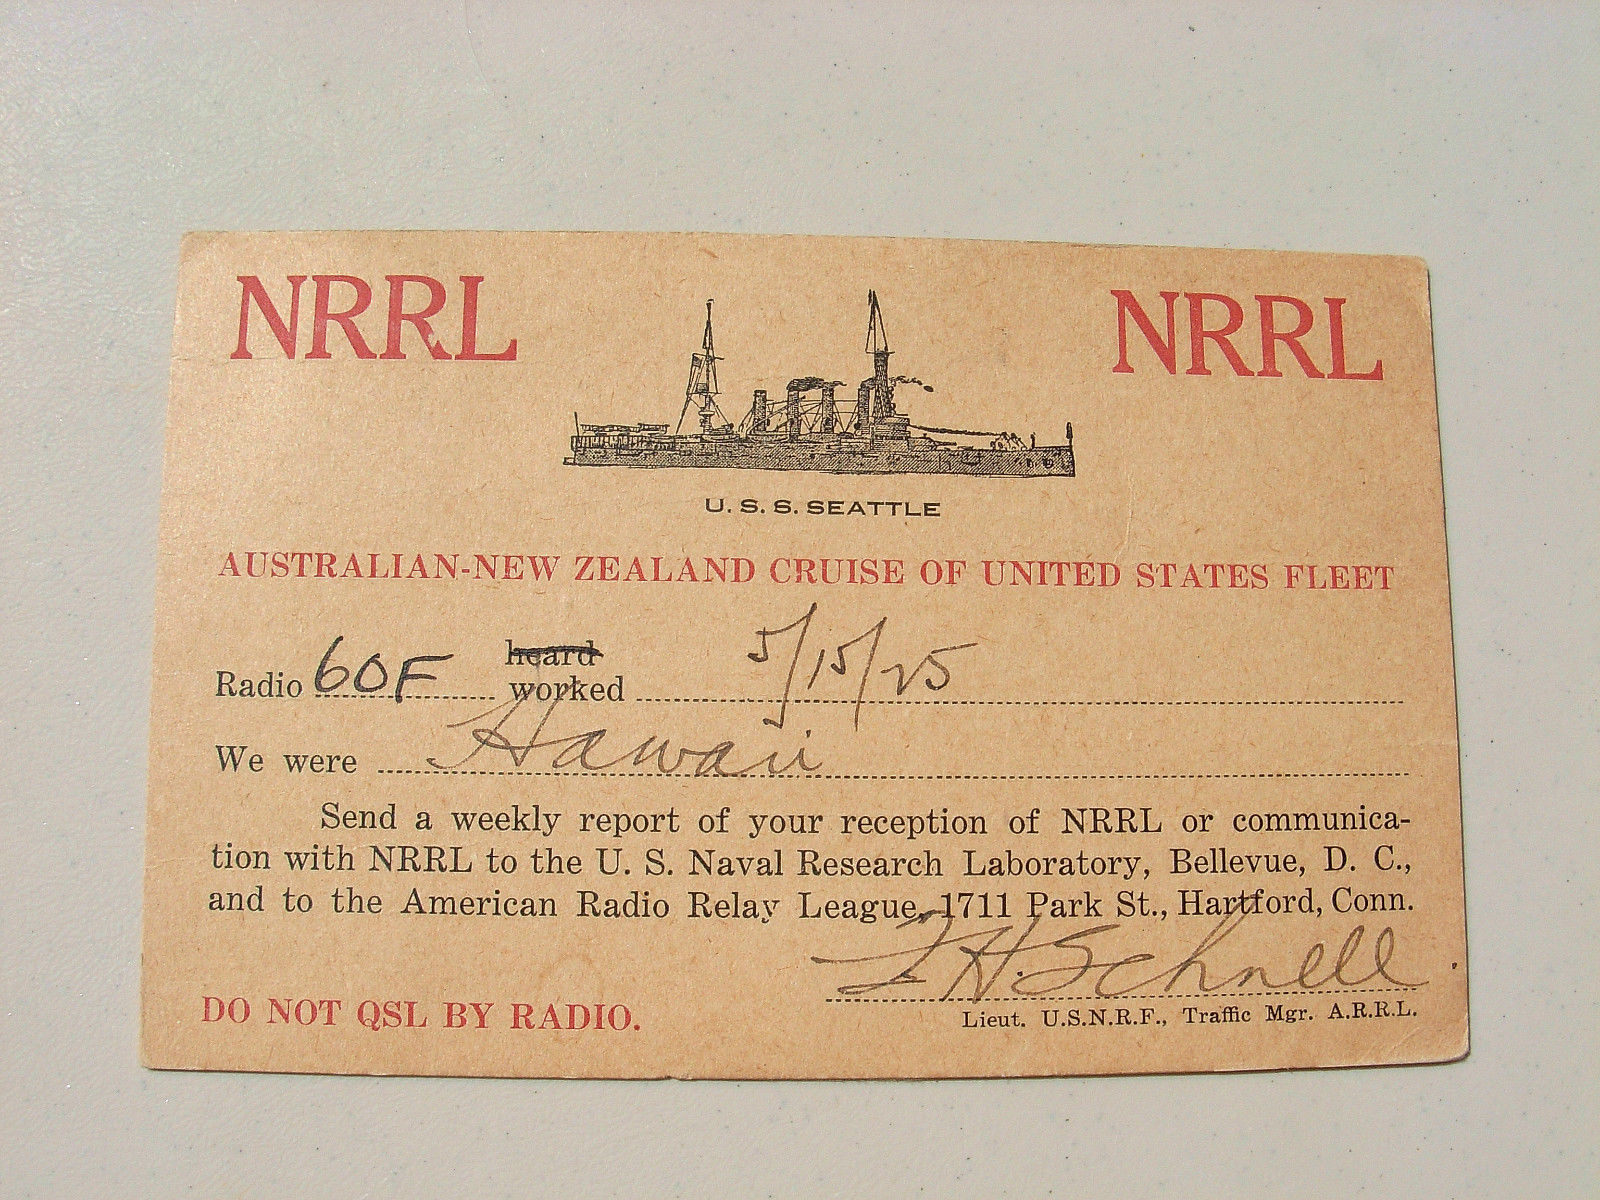 NRRL NRRL
U. S. S. SEATTLE
AUSTRALIAN-NEW ZEALAND CRUISE OF UNITED STATES FLEET
heard
Radio 6OF worked 5/15/25
We were Hawaii
Send a weekly report of your reception of NRRL or communica-
tion with NRRL to the U. S. Naval Research Laboratory, Bellevue, D. C.,
and to the American Radio Relay League, 1711 Park St., Hartford, Conn.
F H Schnell
DO NOT QSL BY RADIO.
Lieut. U.S.N.R.F., Traffic Mgr. A.R.R.L.